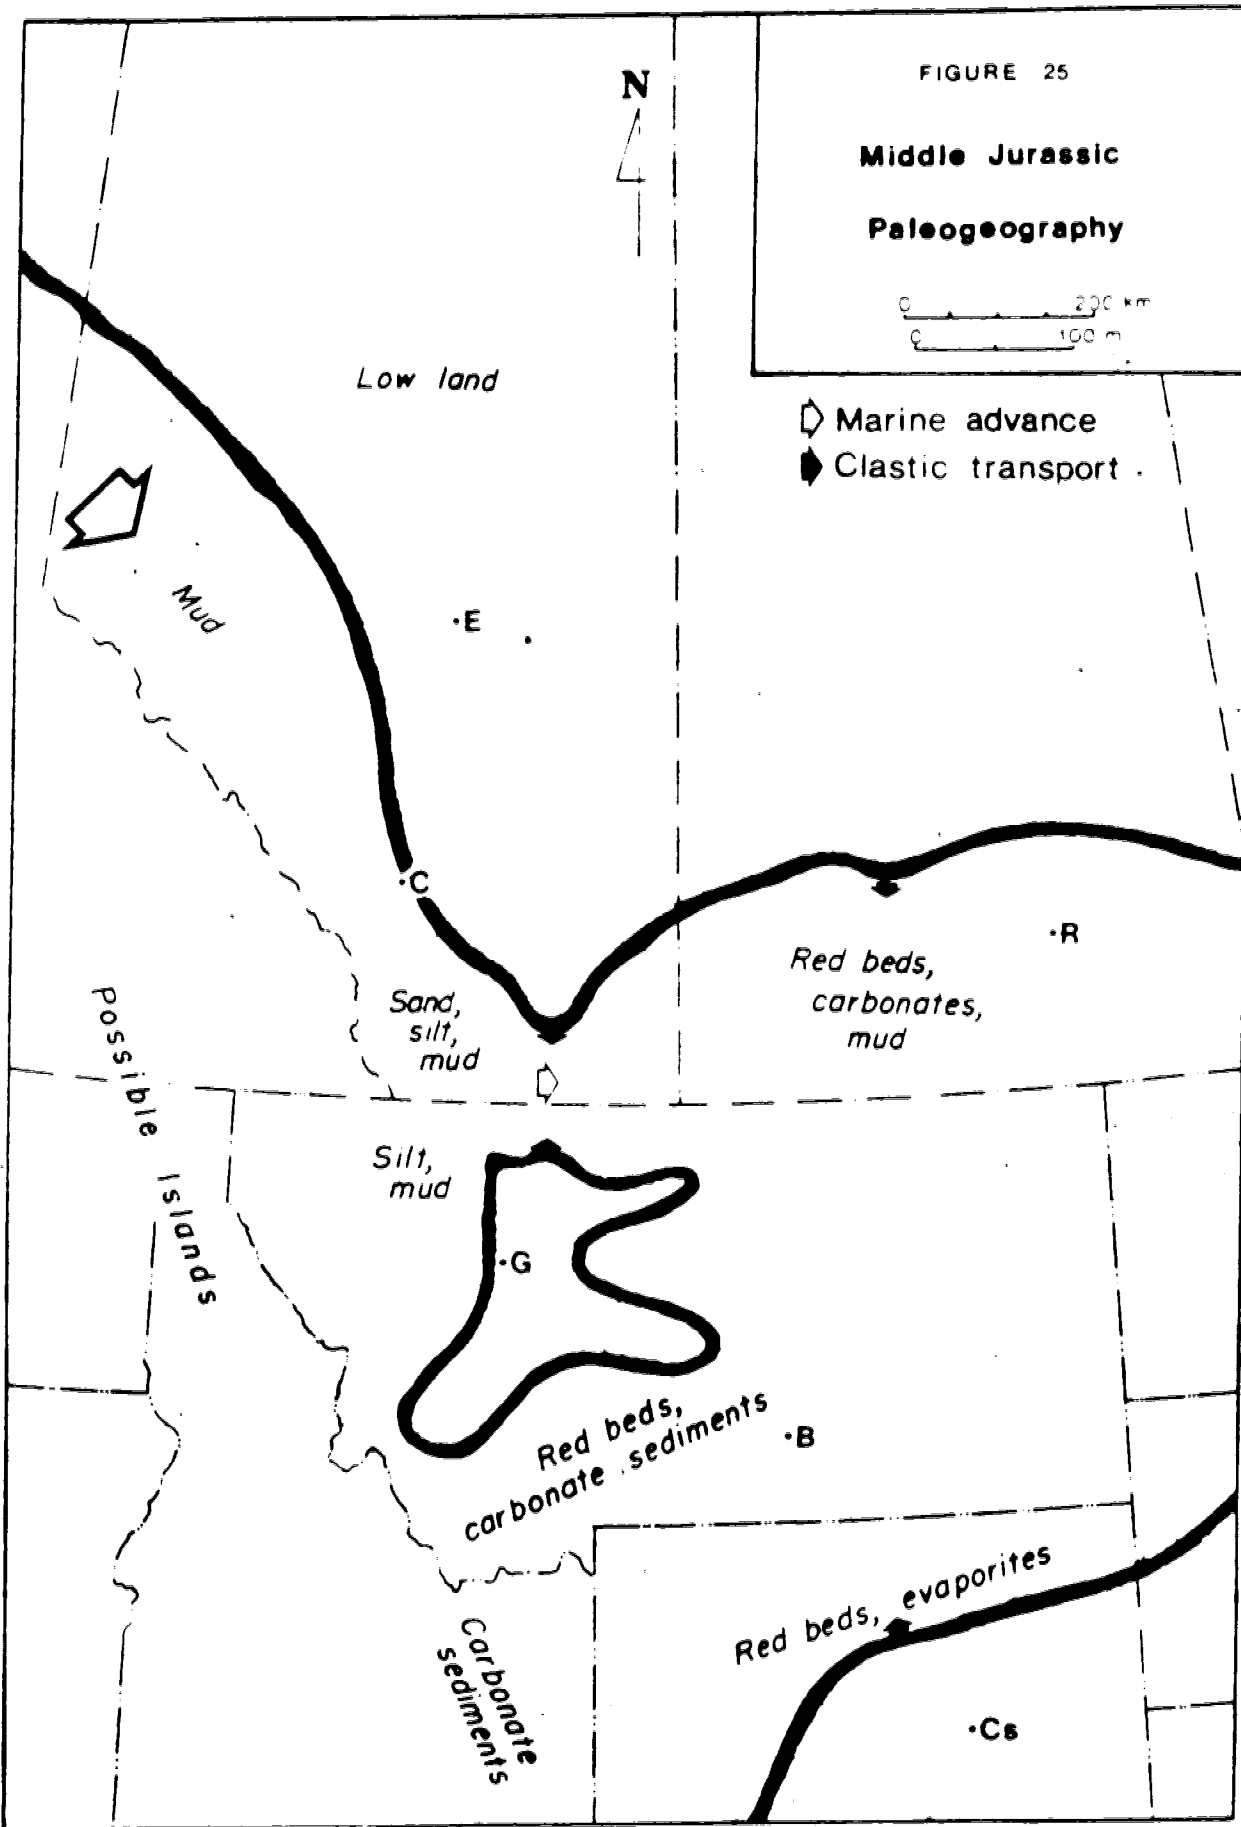 FIGURE 25
Middle Jurassic
Paleogeography
0 200 km
0 100 m
N
Marine advance
Clastic transport
Low land
Mud
E
C
R
Red beds,
carbonates,
mud
Sand,
silt,
mud
Possible Islands
Silt,
mud
G
Red beds,
carbonate sediments
B
Red beds, evaporites
Carbonate
sediments
Cs